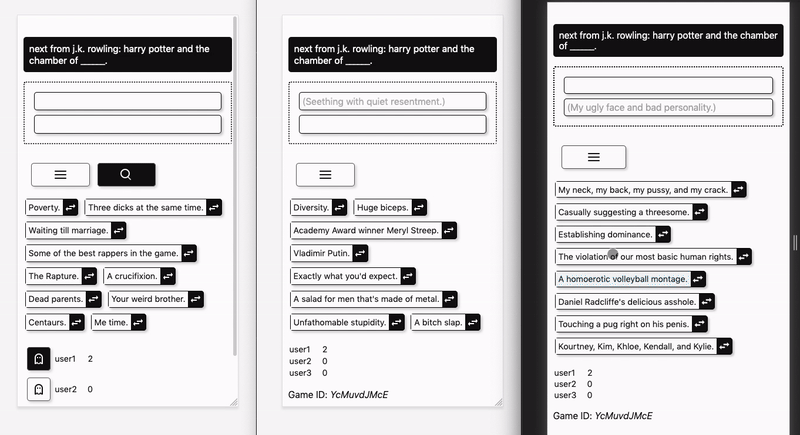 next from j.k. rowling: harry potter and the
chamber of ______.
Poverty.
Three dicks at the same time.
Waiting till marriage.
Some of the best rappers in the game.
The Rapture.
A crucifixion.
Dead parents.
Your weird brother.
Centaurs.
Me time.
user1 2
user2 0
next from j.k. rowling: harry potter and the
chamber of ______.
(Seething with quiet resentment.)
Diversity.
Huge biceps.
Academy Award winner Meryl Streep.
Vladimir Putin.
Exactly what you'd expect.
A salad for men that's made of metal.
Unfathomable stupidity.
A bitch slap.
user1 2
user2 0
user3 0
Game ID: YcMuvdJMcE
next from j.k. rowling: harry potter and the chamber
of ______.
(My ugly face and bad personality.)
My neck, my back, my pussy, and my crack.
Casually suggesting a threesome.
Establishing dominance.
The violation of our most basic human rights.
A homoerotic volleyball montage.
Daniel Radcliffe's delicious asshole.
Touching a pug right on his penis.
Kourtney, Kim, Khloe, Kendall, and Kylie.
user1 2
user2 0
user3 0
Game ID: YcMuvdJMcE